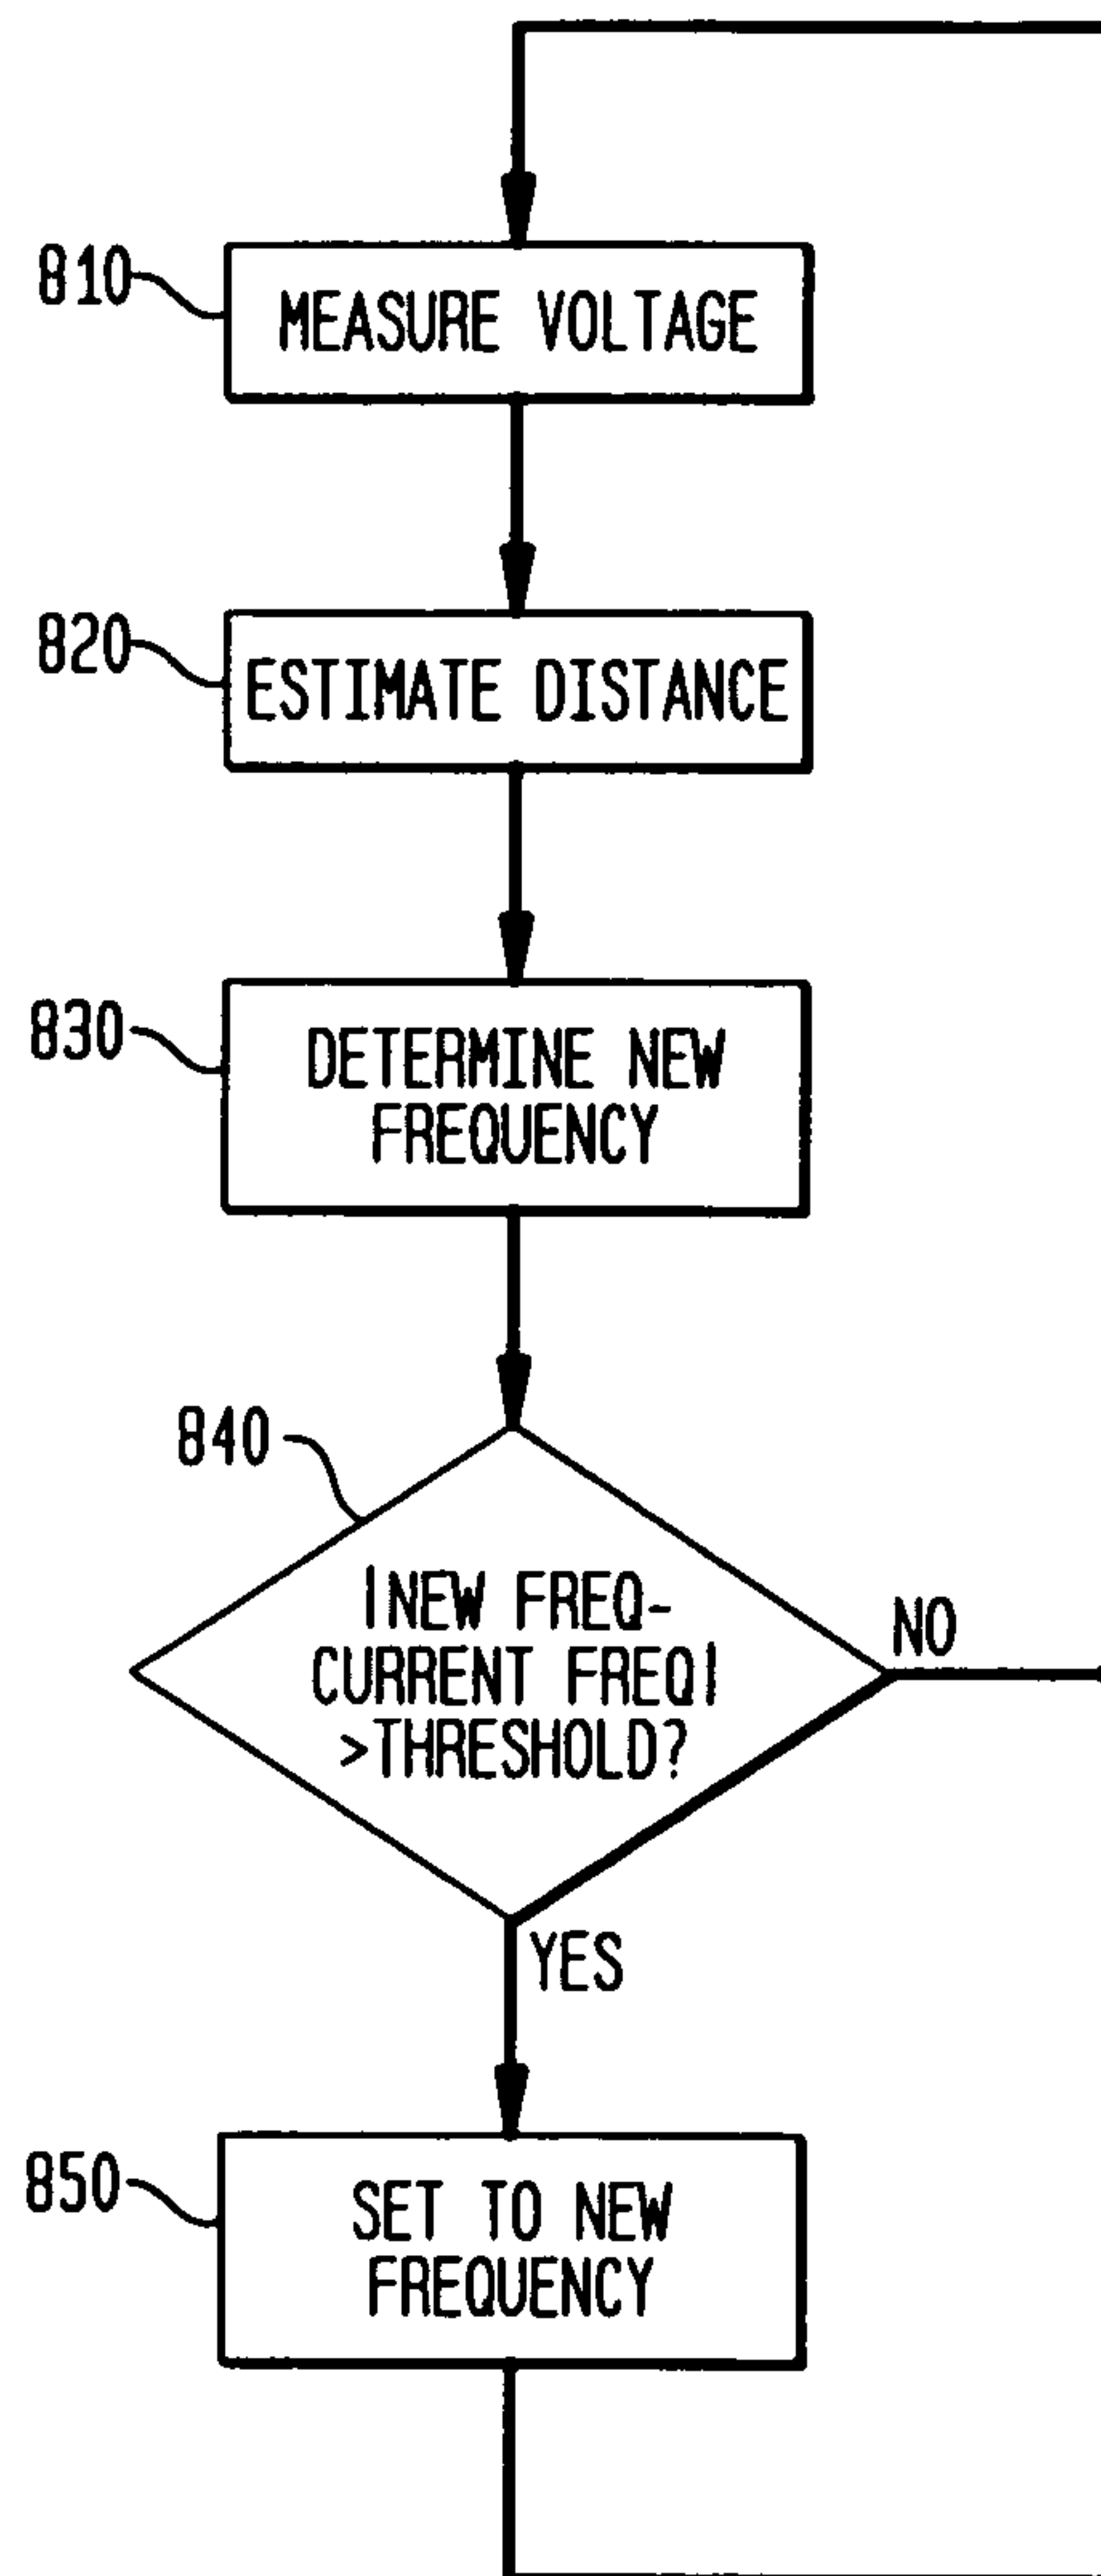 810
MEASURE VOLTAGE
820
ESTIMATE DISTANCE
830
DETERMINE NEW
FREQUENCY
840
|NEW FREQ-
CURRENT FREQ|
>THRESHOLD?
NO
YES
850
SET TO NEW
FREQUENCY